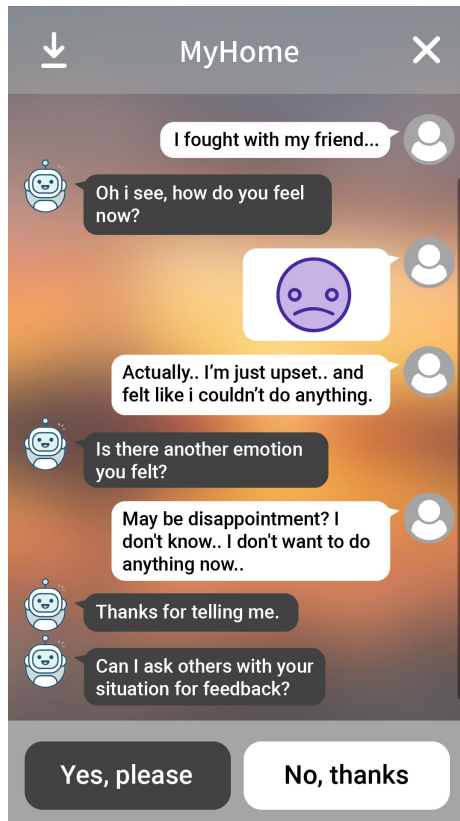 MyHome
I fought with my friend...
Oh i see, how do you feel
now?
Actually.. I’m just upset.. and
felt like i couldn’t do anything.
Is there another emotion
you felt?
May be disappointment? I
don't know.. I don't want to do
anything now..
Thanks for telling me.
Can I ask others with your
situation for feedback?
Yes, please
No, thanks